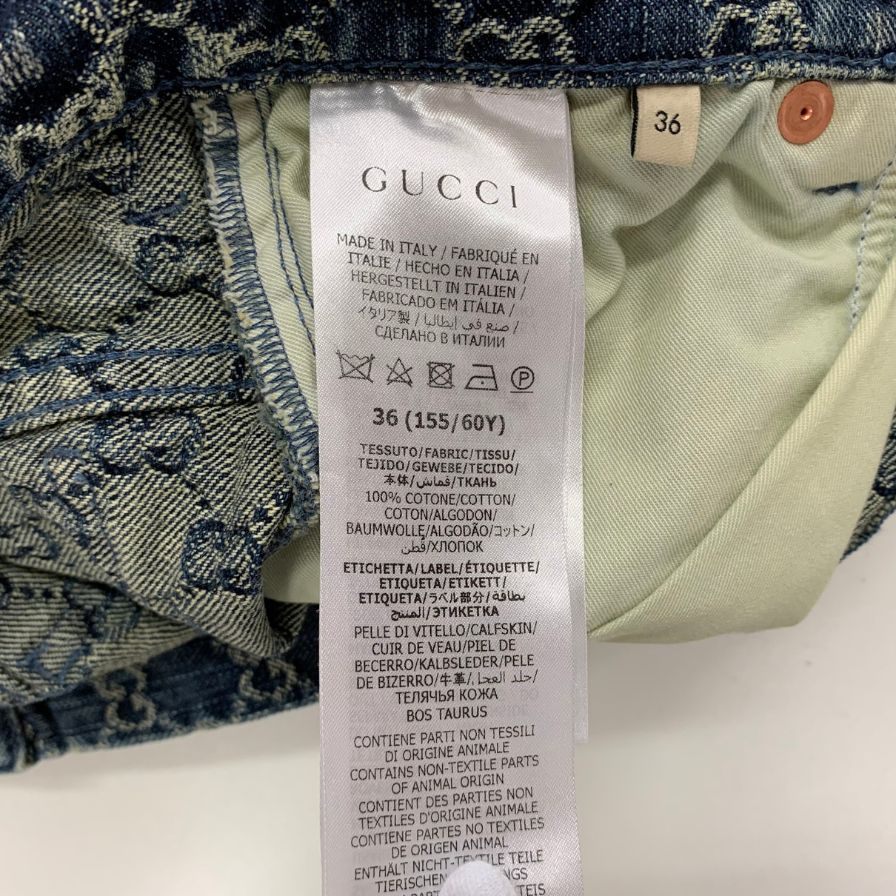 36
GUCCI
MADE IN ITALY / FABRIQUÉ EN
ITALIE / HECHO EN ITALIA /
HERGESTELLT IN ITALIEN /
FABRICADO EM ITÁLIA /
イタリア製 / صنع في إيطاليا /
СДЕЛАНО В ИТАЛИИ
P
36 (155/60Y)
TESSUTO/FABRIC/TISSU/
TEJIDO/GEWEBE/TECIDO/
本体/قماش/ТКАНЬ
100% COTONE/COTTON/
COTON/ALGODON/
BAUMWOLLE/ALGODÃO/コットン/
قطن/ХЛОПОК
ETICHETTA/LABEL/ÉTIQUETTE/
ETIQUETA/ETIKETT/
ETIQUETA/ラベル部分/بطاقة
المنتج/ЭТИКЕТКА
PELLE DI VITELLO/CALFSKIN/
CUIR DE VEAU/PIEL DE
BECERRO/KALBSLEDER/PELE
DE BIZERRO/牛革/جلد العجل/
ТЕЛЯЧЬЯ КОЖА
BOS TAURUS
CONTIENE PARTI NON TESSILI
DI ORIGINE ANIMALE
CONTAINS NON-TEXTILE PARTS
OF ANIMAL ORIGIN
CONTIENT DES PARTIES NON
TEXTILES D'ORIGINE ANIMALE
CONTIENE PARTES NO TEXTILES
DE ORIGEN ANIMAL
ENTHÄLT NICHT-TEXTILE TEILE
TIERISCHEN